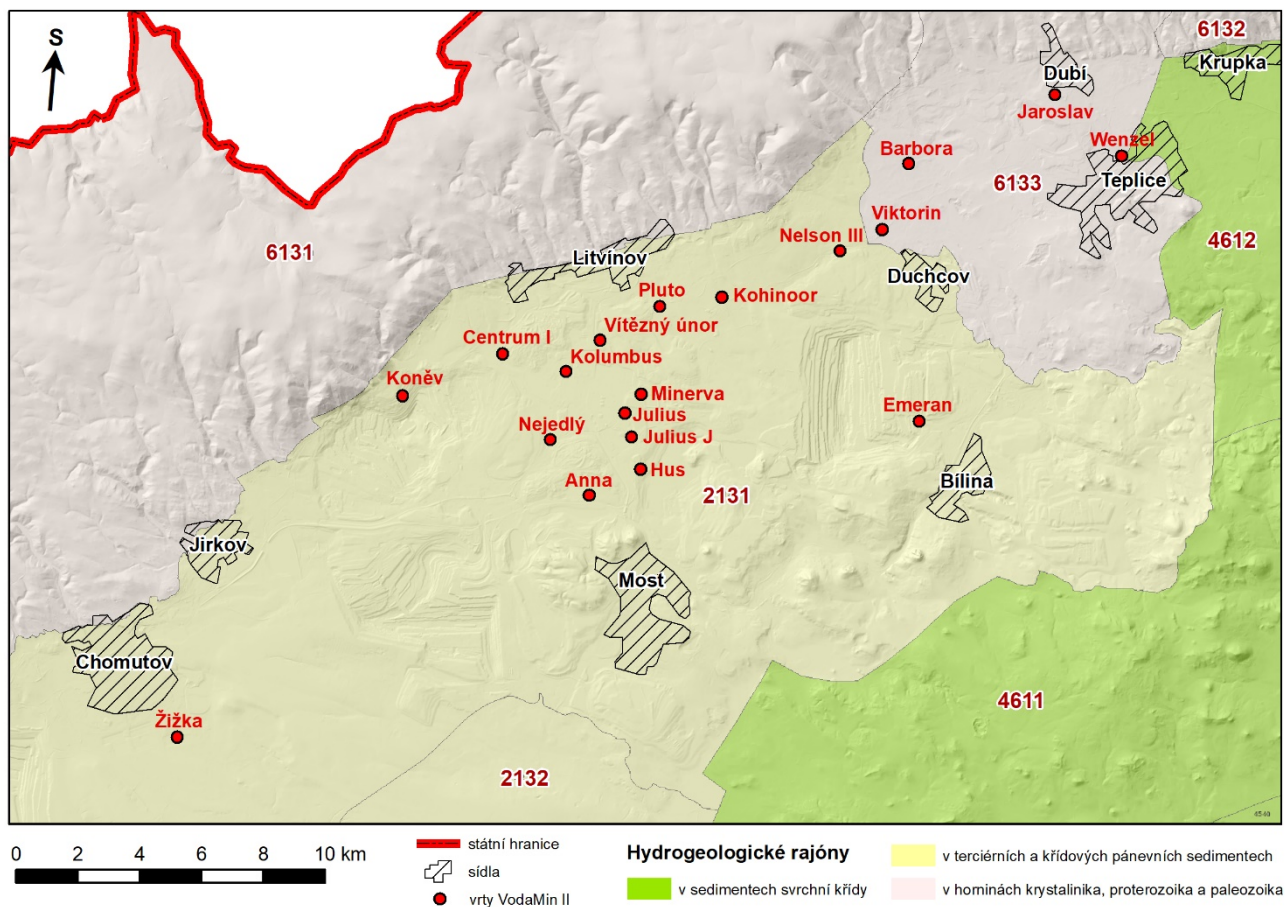 S
6132
Krupka
Dubí
Jaroslav
Wenzel
Barbora
6133
Teplice
Viktorin
Nelson III
4612
6131
Litvínov
Duchcov
Pluto
Kohinoor
Vítězný únor
Centrum I
Kolumbus
Koněv
Minerva
Julius
Emeran
Nejedlý
Julius J
Hus
Anna
Bílina
2131
Jirkov
Most
Chomutov
4611
Žižka
2132
4540
0 2 4 6 8 10 km
státní hranice
sídla
vrty VodaMin II
Hydrogeologické rajóny
v sedimentech svrchní křídy
v terciérních a křídových pánevních sedimentech
v horninách krystalinika, proterozoika a paleozoika